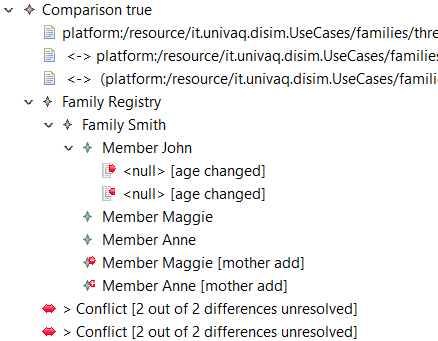 Comparison true
platform:/resource/it.univaq.disim.UseCases/families/thre
<-> platform:/resource/it.univaq.disim.UseCases/familie
<-> (platform:/resource/it.univaq.disim.UseCases/famili
Family Registry
Family Smith
Member John
<null> [age changed]
<null> [age changed]
Member Maggie
Member Anne
Member Maggie [mother add]
Member Anne [mother add]
> Conflict [2 out of 2 differences unresolved]
> Conflict [2 out of 2 differences unresolved]